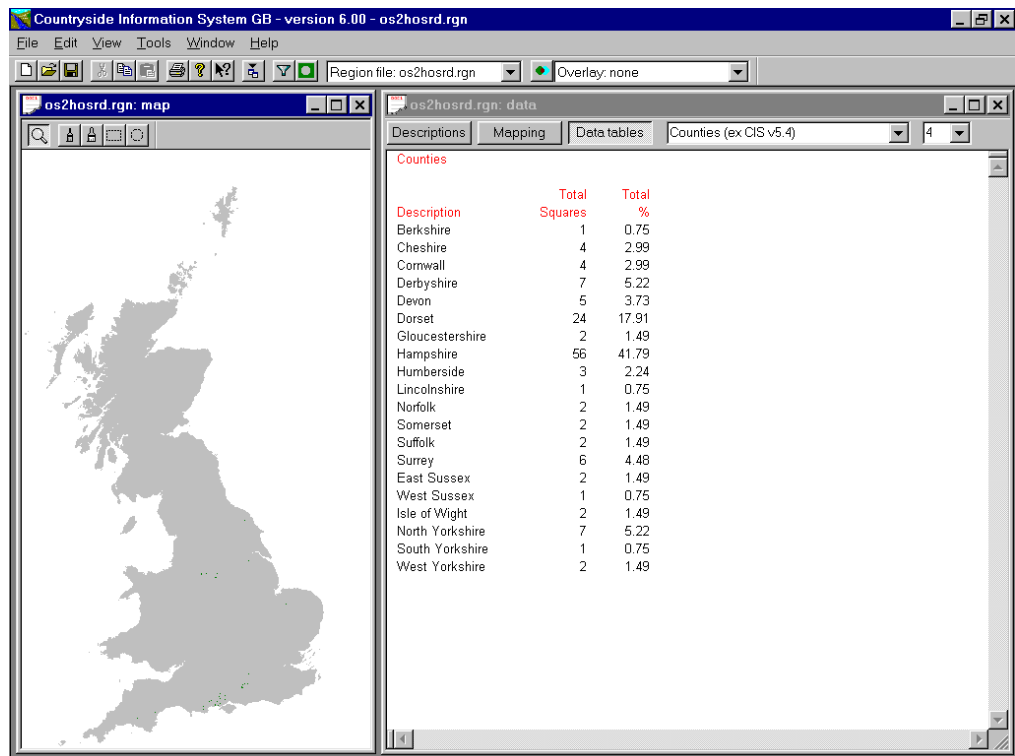 Countryside Information System GB - version 6.00 - os2hosrd.rgn
File Edit View Tools Window Help
Region file: os2hosrd.rgn Overlay: none
os2hosrd.rgn: map
os2hosrd.rgn: data
Descriptions Mapping Data tables Counties (ex CIS v5.4) 4
Counties
Total Total
Description Squares %
Berkshire 1 0.75
Cheshire 4 2.99
Cornwall 4 2.99
Derbyshire 7 5.22
Devon 5 3.73
Dorset 24 17.91
Gloucestershire 2 1.49
Hampshire 56 41.79
Humberside 3 2.24
Lincolnshire 1 0.75
Norfolk 2 1.49
Somerset 2 1.49
Suffolk 2 1.49
Surrey 6 4.48
East Sussex 2 1.49
West Sussex 1 0.75
Isle of Wight 2 1.49
North Yorkshire 7 5.22
South Yorkshire 1 0.75
West Yorkshire 2 1.49